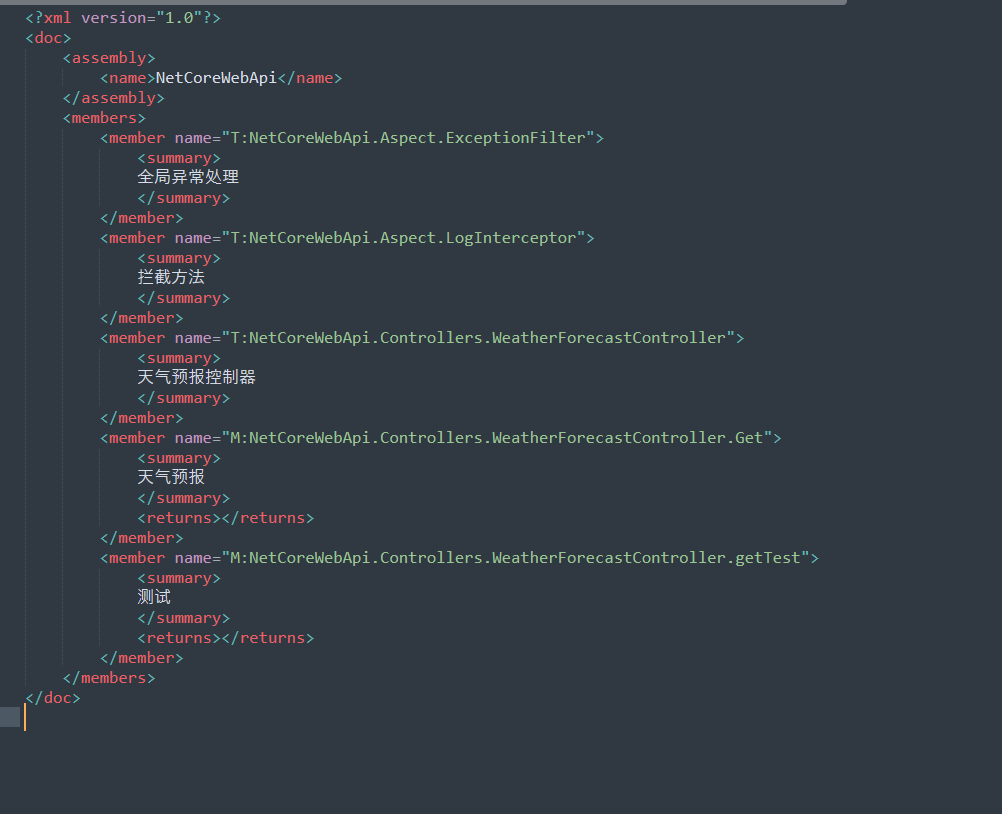 <?xml version="1.0"?>
<doc>
    <assembly>
        <name>NetCoreWebApi</name>
    </assembly>
    <members>
        <member name="T:NetCoreWebApi.Aspect.ExceptionFilter">
            <summary>
            全局异常处理
            </summary>
        </member>
        <member name="T:NetCoreWebApi.Aspect.LogInterceptor">
            <summary>
            拦截方法
            </summary>
        </member>
        <member name="T:NetCoreWebApi.Controllers.WeatherForecastController">
            <summary>
            天气预报控制器
            </summary>
        </member>
        <member name="M:NetCoreWebApi.Controllers.WeatherForecastController.Get">
            <summary>
            天气预报
            </summary>
            <returns></returns>
        </member>
        <member name="M:NetCoreWebApi.Controllers.WeatherForecastController.getTest">
            <summary>
            测试
            </summary>
            <returns></returns>
        </member>
    </members>
</doc>